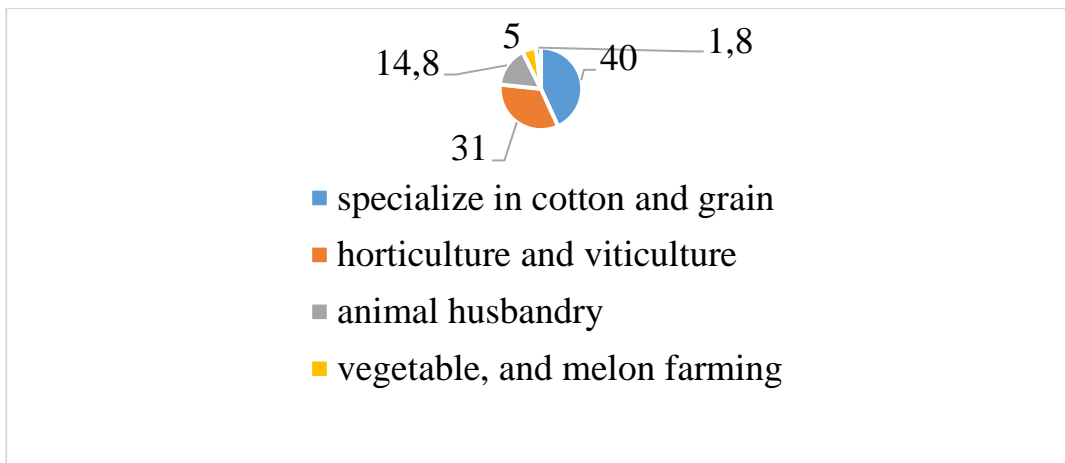 5
1,8
14,8
40
31
specialize in cotton and grain
horticulture and viticulture
animal husbandry
vegetable, and melon farming